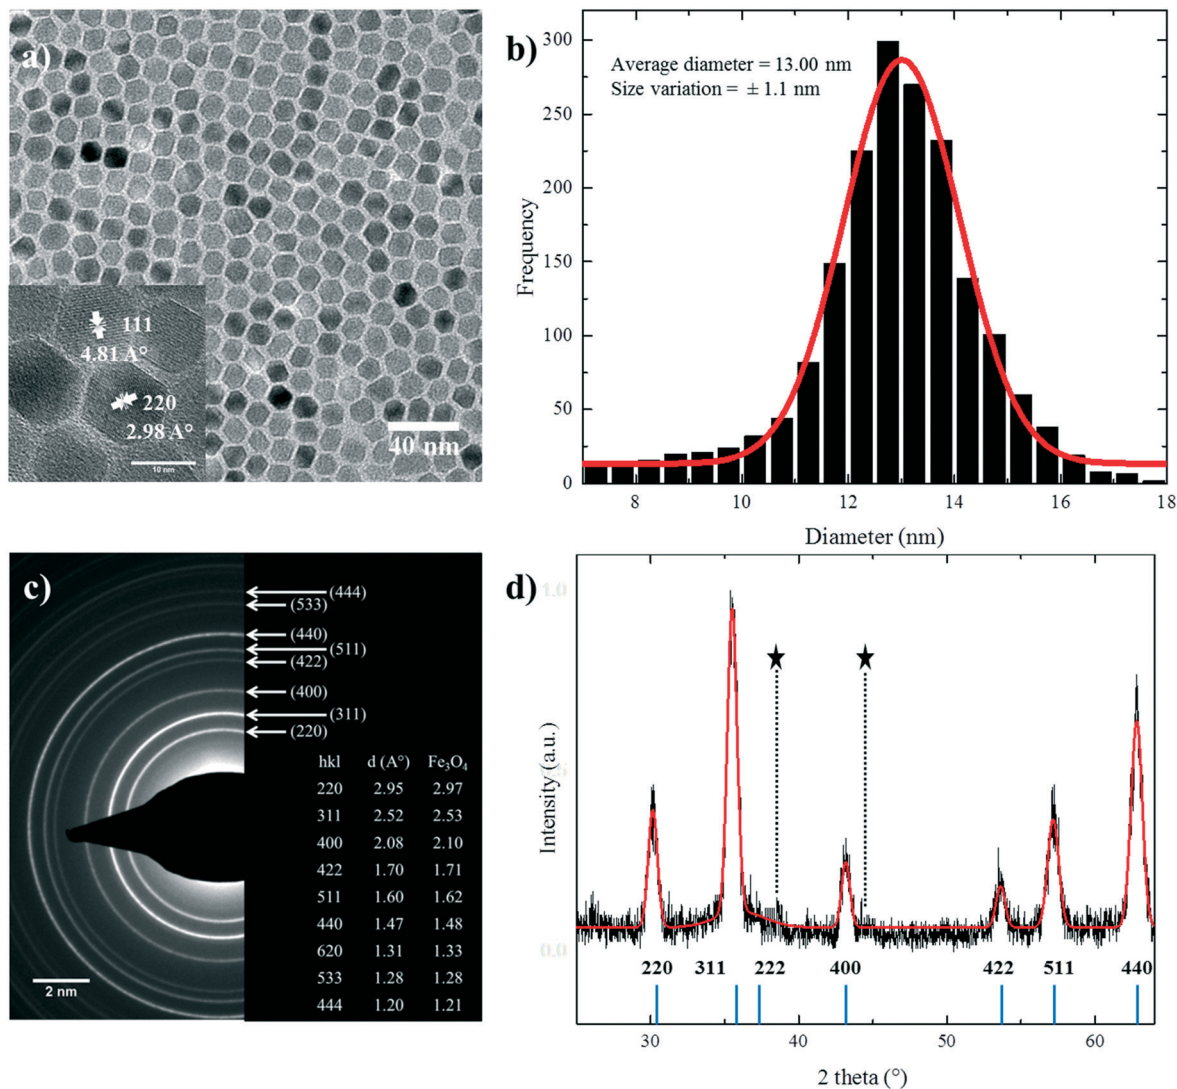 a)
111
4.81 A°
220
2.98 A°
10 nm
40 nm
b)
Average diameter = 13.00 nm
Size variation = ± 1.1 nm
Frequency
300
250
200
150
100
50
0
8 10 12 14 16 18
Diameter (nm)
c)
(444)
(533)
(440)
(511)
(422)
(400)
(311)
(220)
hkl d (A°) Fe3O4
220 2.95 2.97
311 2.52 2.53
400 2.08 2.10
422 1.70 1.71
511 1.60 1.62
440 1.47 1.48
620 1.31 1.33
533 1.28 1.28
444 1.20 1.21
2 nm
d)
Intensity (a.u.)
1.0
0.5
0.0
220 311 222 400 422 511 440
30 40 50 60
2 theta (°)